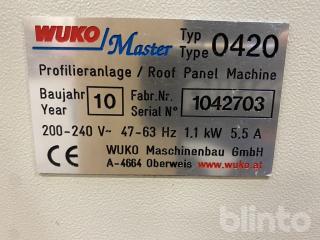 WUKO/Master Typ Type 0420
Profilieranlage / Roof Panel Machine
Baujahr Year 10 Fabr.Nr. Serial N° 1042703
200-240 V~ 47-63 Hz 1.1 kW 5.5 A
CE WUKO Maschinenbau GmbH
A-4664 Oberweis www.wuko.at
blinto